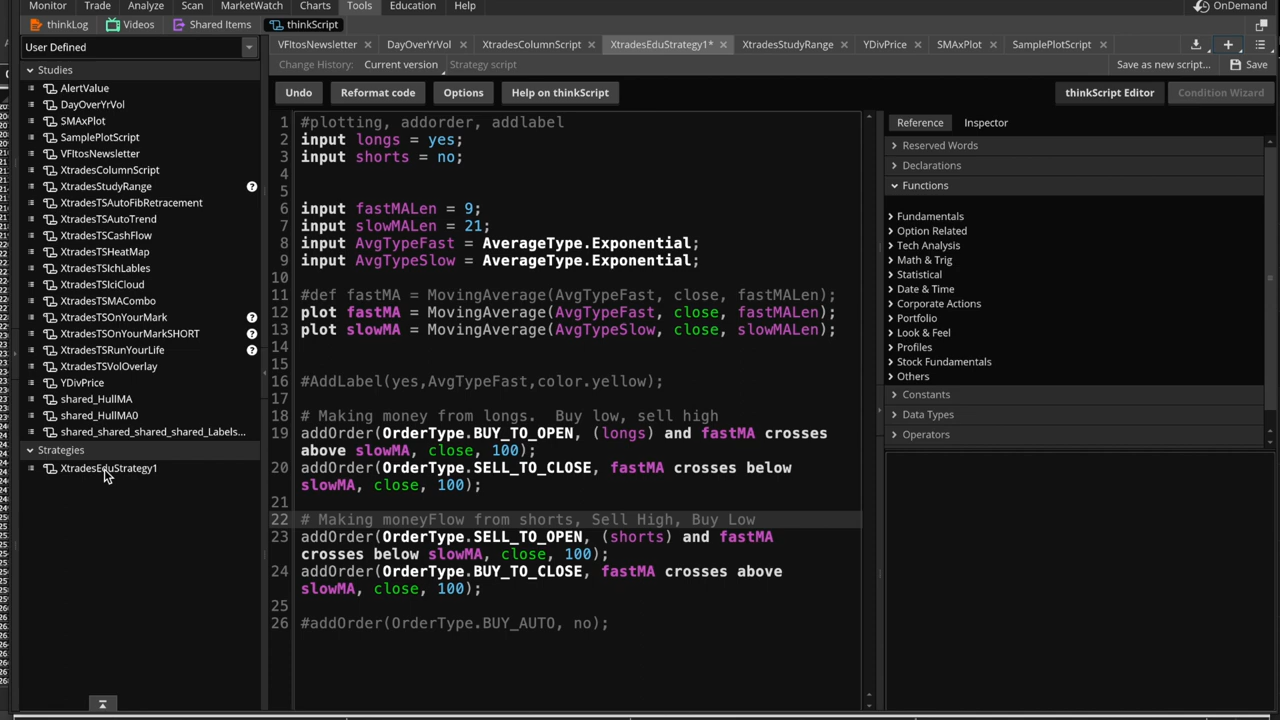 Monitor Trade Analyze Scan MarketWatch Charts Tools Education Help OnDemand
thinkLog Videos Shared Items thinkScript
User Defined
VFItosNewsletter DayOverYrVol XtradesColumnScript XtradesEduStrategy1* XtradesStudyRange YDivPrice SMAxPlot SamplePlotScript
Change History: Current version Strategy script Save as new script... Save
Undo Reformat code Options Help on thinkScript thinkScript Editor Condition Wizard
Studies
AlertValue
DayOverYrVol
SMAxPlot
SamplePlotScript
VFItosNewsletter
XtradesColumnScript
XtradesStudyRange
XtradesTSAutoFibRetracement
XtradesTSAutoTrend
XtradesTSCashFlow
XtradesTSHeatMap
XtradesTSIchLables
XtradesTSIciCloud
XtradesTSMACombo
XtradesTSOnYourMark
XtradesTSOnYourMarkSHORT
XtradesTSRunYourLife
XtradesTSVolOverlay
YDivPrice
shared_HullMA
shared_HullMA0
shared_shared_shared_shared_Labels...
Strategies
XtradesEduStrategy1
1 #plotting, addorder, addlabel
2 input longs = yes;
3 input shorts = no;
4
5
6 input fastMALen = 9;
7 input slowMALen = 21;
8 input AvgTypeFast = AverageType.Exponential;
9 input AvgTypeSlow = AverageType.Exponential;
10
11 #def fastMA = MovingAverage(AvgTypeFast, close, fastMALen);
12 plot fastMA = MovingAverage(AvgTypeFast, close, fastMALen);
13 plot slowMA = MovingAverage(AvgTypeSlow, close, slowMALen);
14
15
16 #AddLabel(yes,AvgTypeFast,color.yellow);
17
18 # Making money from longs.  Buy low, sell high
19 addOrder(OrderType.BUY_TO_OPEN, (longs) and fastMA crosses
above slowMA, close, 100);
20 addOrder(OrderType.SELL_TO_CLOSE, fastMA crosses below
slowMA, close, 100);
21
22 # Making moneyFlow from shorts, Sell High, Buy Low
23 addOrder(OrderType.SELL_TO_OPEN, (shorts) and fastMA
crosses below slowMA, close, 100);
24 addOrder(OrderType.BUY_TO_CLOSE, fastMA crosses above
slowMA, close, 100);
25
26 #addOrder(OrderType.BUY_AUTO, no);
Reference Inspector
Reserved Words
Declarations
Functions
Fundamentals
Option Related
Tech Analysis
Math & Trig
Statistical
Date & Time
Corporate Actions
Portfolio
Look & Feel
Profiles
Stock Fundamentals
Others
Constants
Data Types
Operators